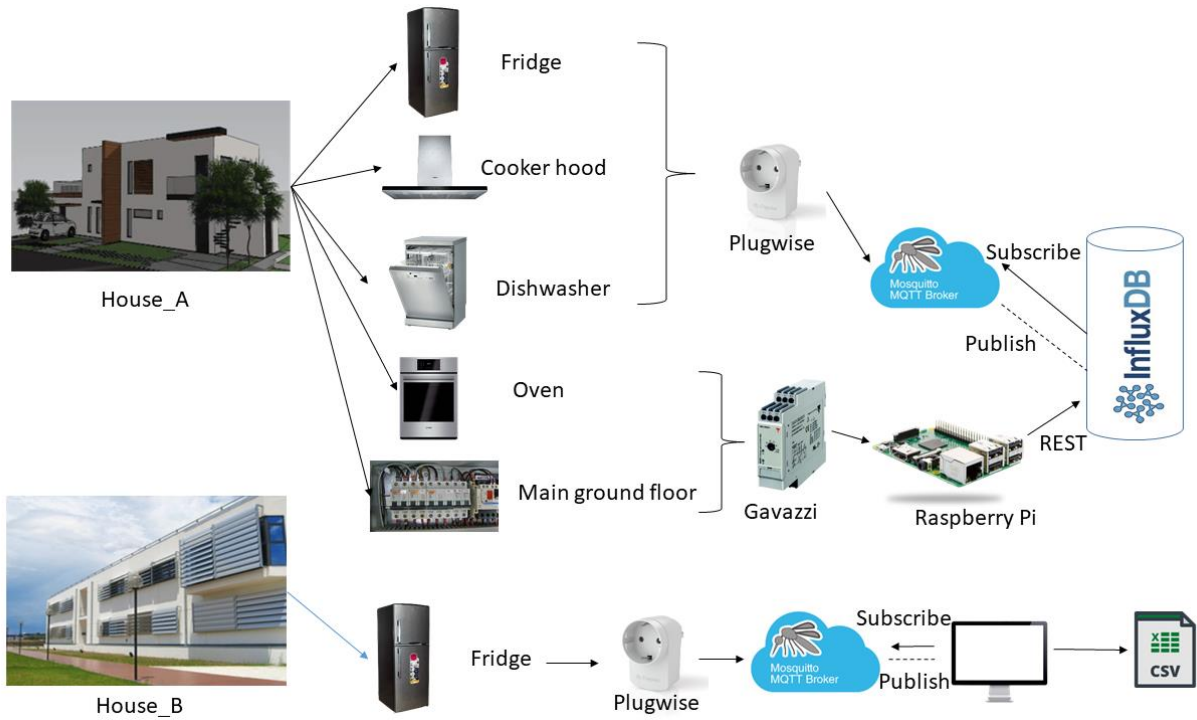 Fridge
Cooker hood
House_A
Dishwasher
Plugwise
Mosquitto
MQTT Broker
Subscribe
Publish
InfluxDB
Oven
Main ground floor
Gavazzi
Raspberry Pi
REST
House_B
Fridge
Plugwise
Mosquitto
MQTT Broker
Subscribe
Publish
X
CSV